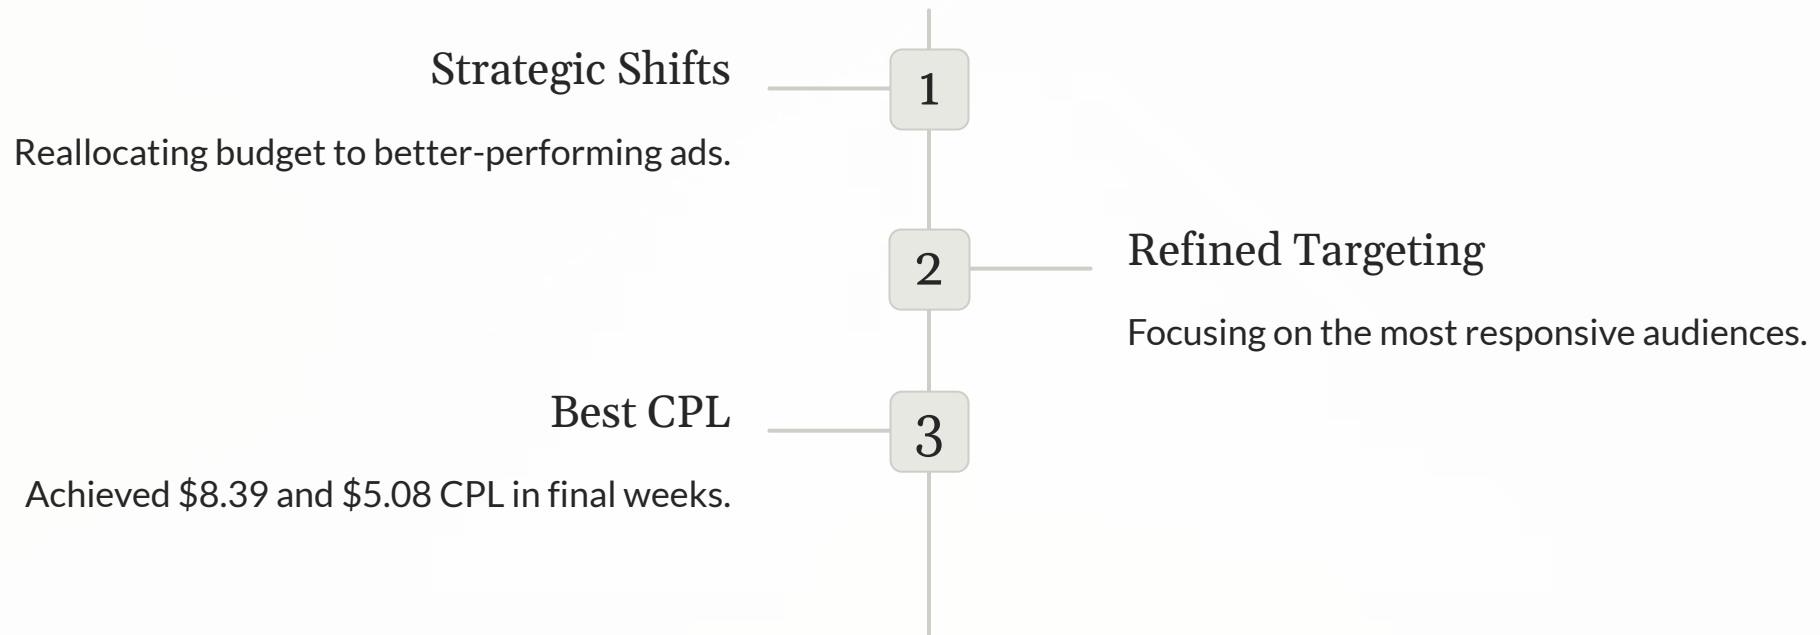 Strategic Shifts
1
Reallocating budget to better-performing ads.
2
Refined Targeting
Focusing on the most responsive audiences.
Best CPL
3
Achieved $8.39 and $5.08 CPL in final weeks.